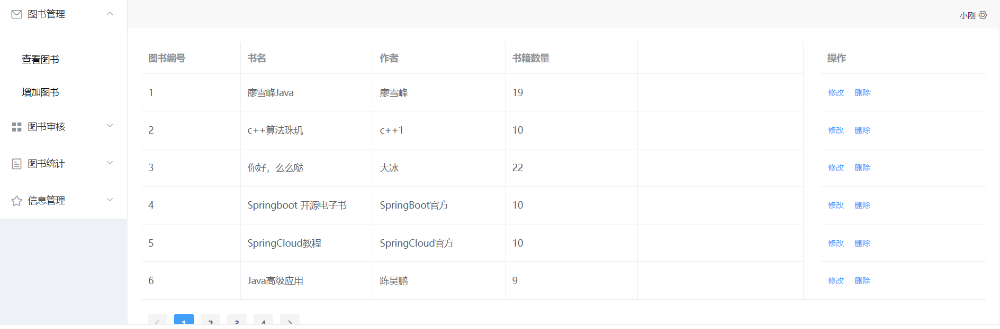 图书管理
查看图书
增加图书
图书审核
图书统计
信息管理
小刚
图书编号 书名 作者 书籍数量 操作
1 廖雪峰Java 廖雪峰 19 修改 删除
2 c++算法珠玑 c++1 10 修改 删除
3 你好，么么哒 大冰 22 修改 删除
4 Springboot 开源电子书 SpringBoot官方 10 修改 删除
5 SpringCloud教程 SpringCloud官方 10 修改 删除
6 Java高级应用 陈昊鹏 9 修改 删除
1 2 3 4